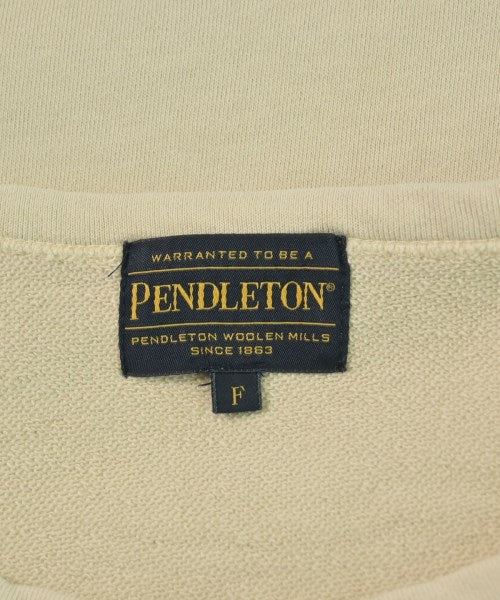 WARRANTED TO BE A
PENDLETON®
PENDLETON WOOLEN MILLS
SINCE 1863
F